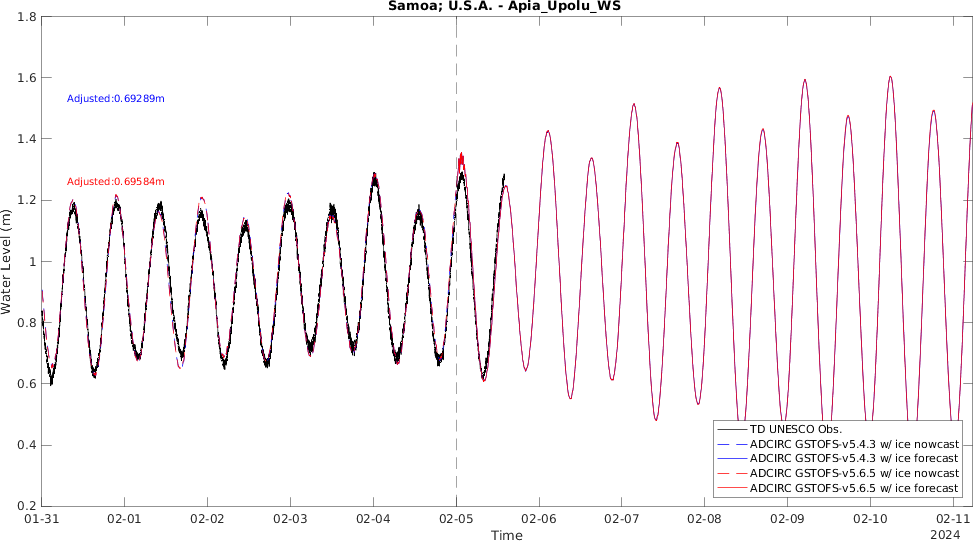 Samoa; U.S.A. - Apia_Upolu_WS
1.8
1.6
1.4
1.2
1
0.8
0.6
0.4
0.2
Water Level (m)
Adjusted:0.69289m
Adjusted:0.69584m
TD UNESCO Obs.
ADCIRC GSTOFS-v5.4.3 w/ ice nowcast
ADCIRC GSTOFS-v5.4.3 w/ ice forecast
ADCIRC GSTOFS-v5.6.5 w/ ice nowcast
ADCIRC GSTOFS-v5.6.5 w/ ice forecast
01-31 02-01 02-02 02-03 02-04 02-05 02-06 02-07 02-08 02-09 02-10 02-11
Time
2024